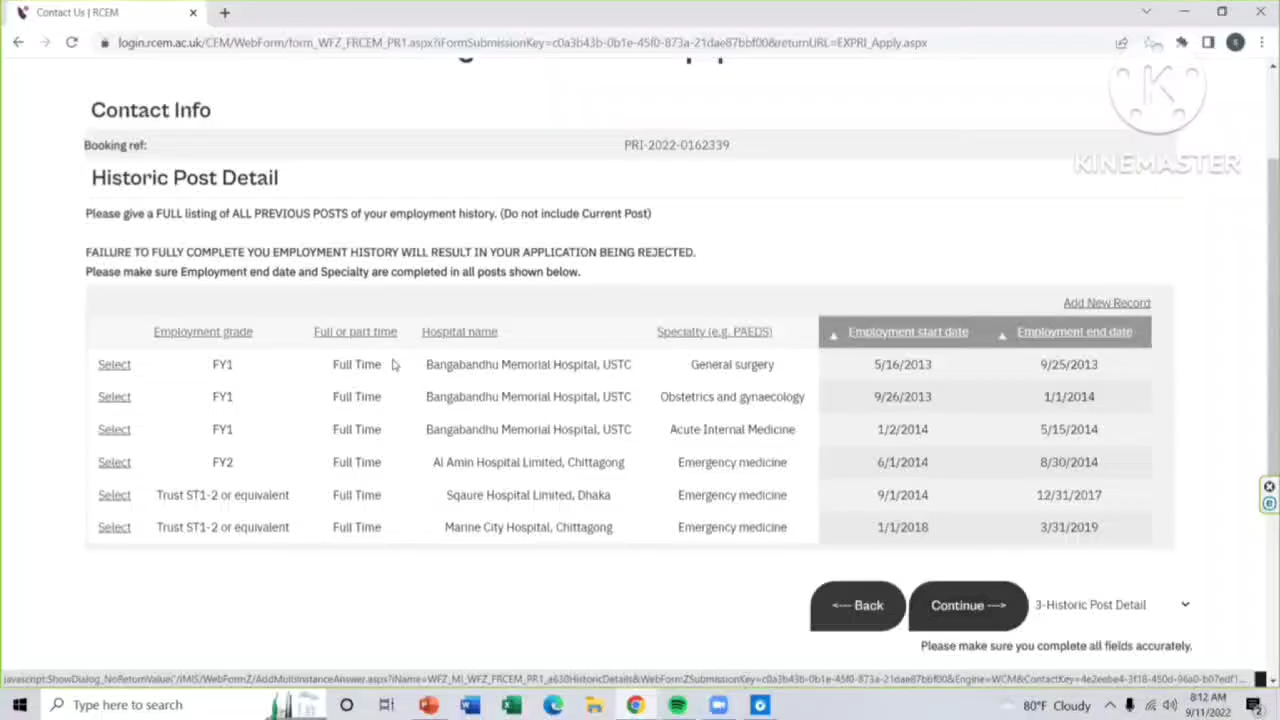 Contact Us | RCEM
login.rcem.ac.uk/CEM/WebForm/form_WFZ_FRCEM_PR1.aspx?iFormSubmissionKey=c0a3b43b-0b1e-45f0-873a-21dae87bbf00&returnURL=EXPRI_Apply.aspx
Contact Info
K
KINEMASTER
Booking ref: PRI-2022-0162339
Historic Post Detail
Please give a FULL listing of ALL PREVIOUS POSTS of your employment history. (Do not include Current Post)
FAILURE TO FULLY COMPLETE YOU EMPLOYMENT HISTORY WILL RESULT IN YOUR APPLICATION BEING REJECTED.
Please make sure Employment end date and Specialty are completed in all posts shown below.
Add New Record
Employment grade Full or part time Hospital name Specialty (e.g. PAEDS) Employment start date Employment end date
Select FY1 Full Time Bangabandhu Memorial Hospital, USTC General surgery 5/16/2013 9/25/2013
Select FY1 Full Time Bangabandhu Memorial Hospital, USTC Obstetrics and gynaecology 9/26/2013 1/1/2014
Select FY1 Full Time Bangabandhu Memorial Hospital, USTC Acute Internal Medicine 1/2/2014 5/15/2014
Select FY2 Full Time Al Amin Hospital Limited, Chittagong Emergency medicine 6/1/2014 8/30/2014
Select Trust ST1-2 or equivalent Full Time Sqaure Hospital Limited, Dhaka Emergency medicine 9/1/2014 12/31/2017
Select Trust ST1-2 or equivalent Full Time Marine City Hospital, Chittagong Emergency medicine 1/1/2018 3/31/2019
<--- Back Continue ---> 3-Historic Post Detail
Please make sure you complete all fields accurately.
Type here to search 80°F Cloudy 8:12 AM
9/11/2022